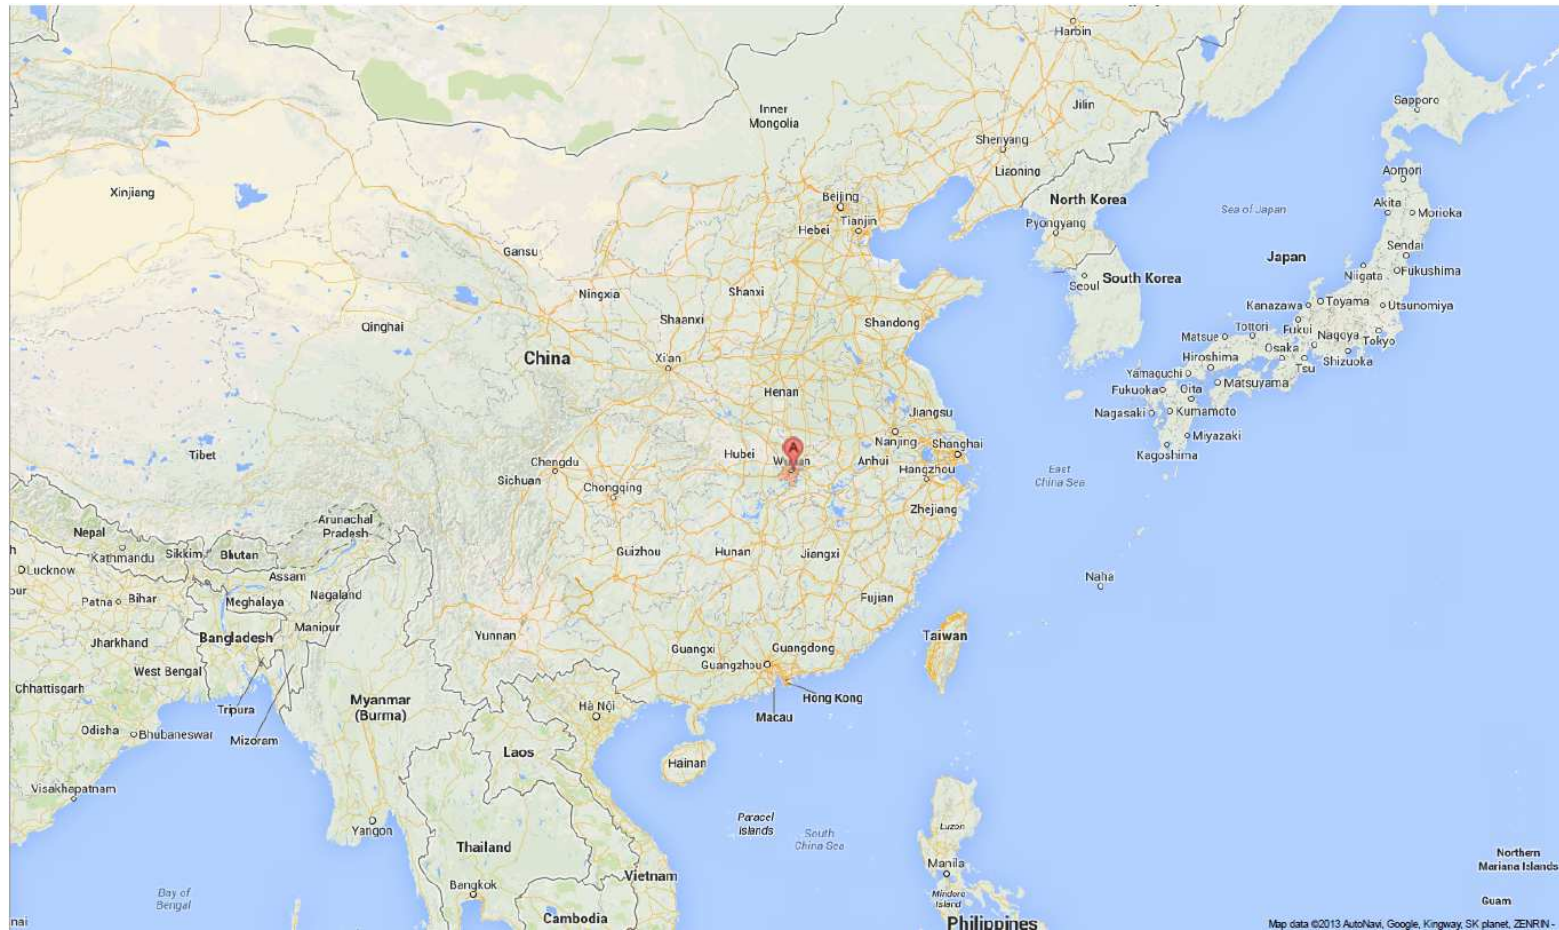 Harbin
Inner
Mongolia
Jilin
Sapporo
Shenyang
Liaoning
Aomori
Xinjiang
Beijing
North Korea
Akita
Morioka
Sea of Japan
Tianjin
Hebei
Pyongyang
Sendai
Gansu
Japan
Niigata
Fukushima
Seoul
South Korea
Ningxia
Shanxi
Kanazawa
Toyama
Utsunomiya
Shaanxi
Shandong
Qinghai
Matsue
Tottori
Fukui
Nagoya
Tokyo
China
Xi'an
Hiroshima
Osaka
Shizuoka
Tsu
Yamaguchi
Henan
Fukuoka
Oita
Matsuyama
Jiangsu
Nagasaki
Kumamoto
Miyazaki
A
Nanjing
Shanghai
Tibet
Hubei
Kagoshima
Chengdu
Anhui
Hangzhou
East
China Sea
Sichuan
Chongqing
Zhejiang
Arunachal
Pradesh
Nepal
Kathmandu
Sikkim
Bhutan
Guizhou
Hunan
Jiangxi
Lucknow
Assam
Naha
Patna
Bihar
Meghalaya
Nagaland
Fujian
Manipur
Jharkhand
Bangladesh
Yunnan
Taiwan
Guangxi
Guangdong
Guangzhou
West Bengal
Chhattisgarh
Myanmar
(Burma)
Hong Kong
Tripura
Hà Nội
Macau
Odisha
Bhubaneswar
Mizoram
Laos
Hainan
Visakhapatnam
Paracel
Islands
South
China Sea
Yangon
Luzon
Thailand
Northern
Mariana Islands
Manila
Vietnam
Bangkok
Bay of
Bengal
Mindoro
Island
Guam
Cambodia
Philippines
Map data ©2013 AutoNavi, Google, Kingway, SK planet, ZENRIN -